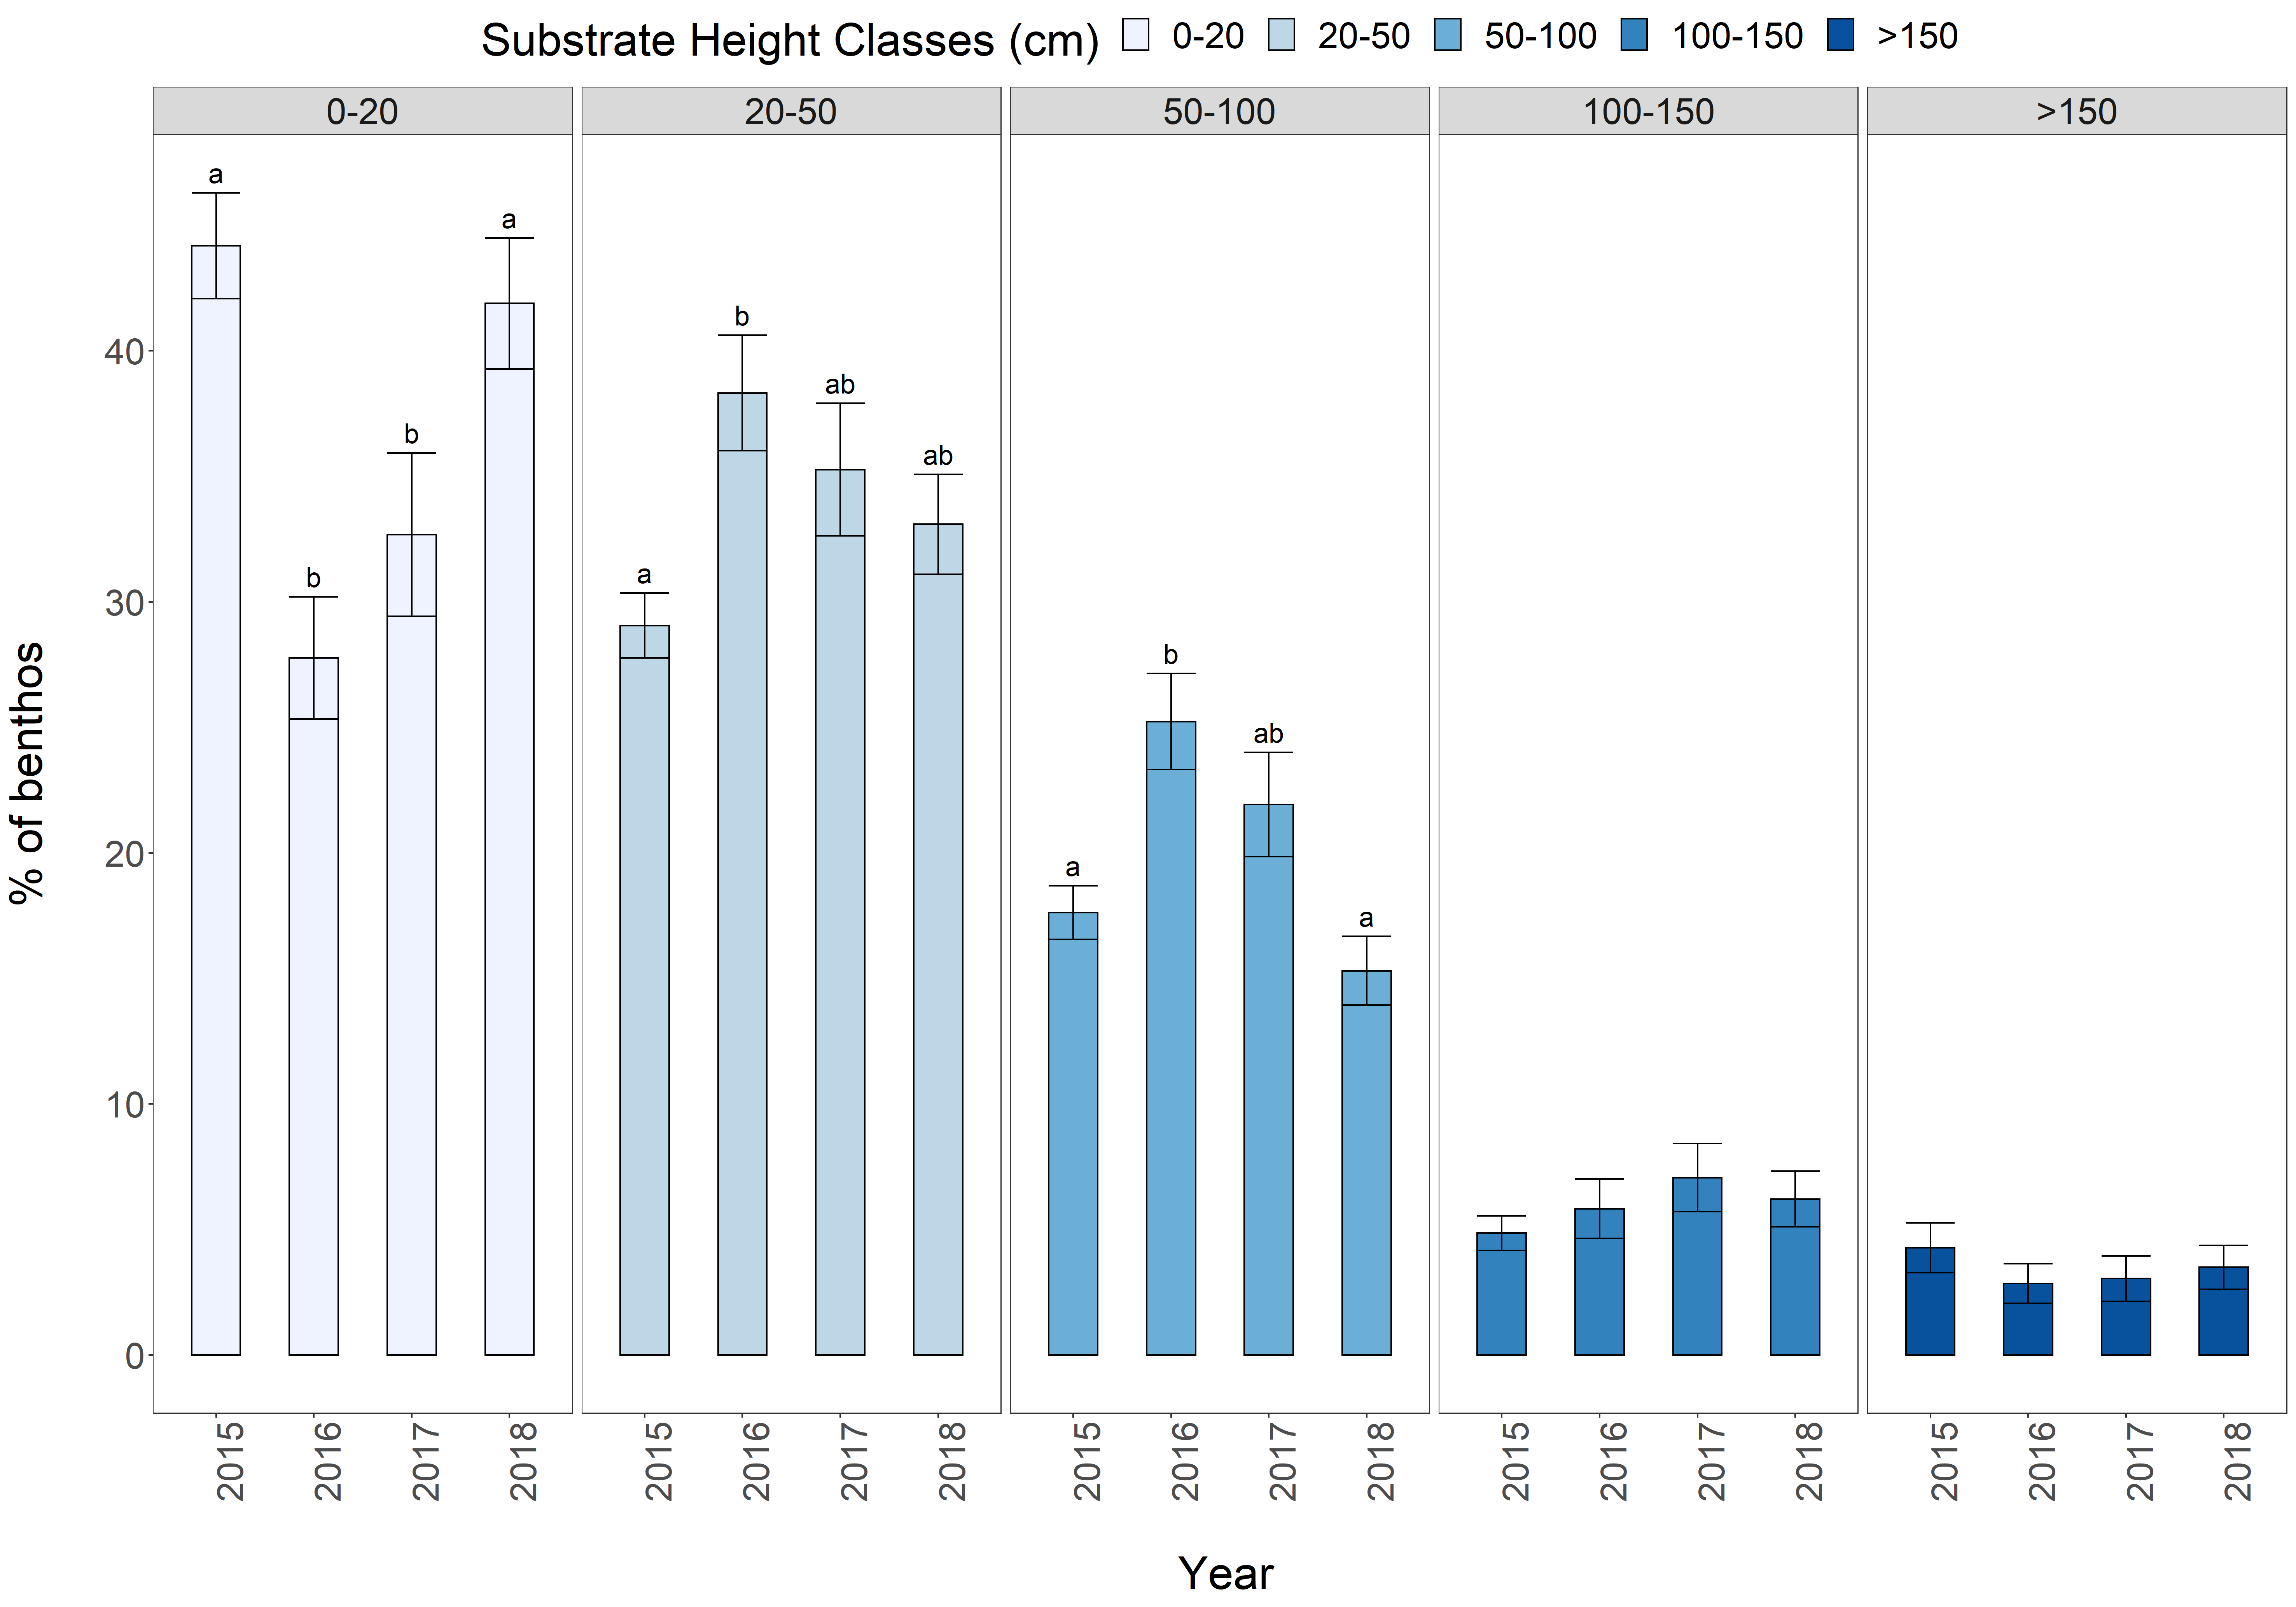 Substrate Height Classes (cm) 0-20 20-50 50-100 100-150 >150
0-20 20-50 50-100 100-150 >150
% of benthos
40
30
20
10
0
a b b a
a b ab ab
a b ab a
2015 2016 2017 2018 2015 2016 2017 2018 2015 2016 2017 2018 2015 2016 2017 2018 2015 2016 2017 2018
Year